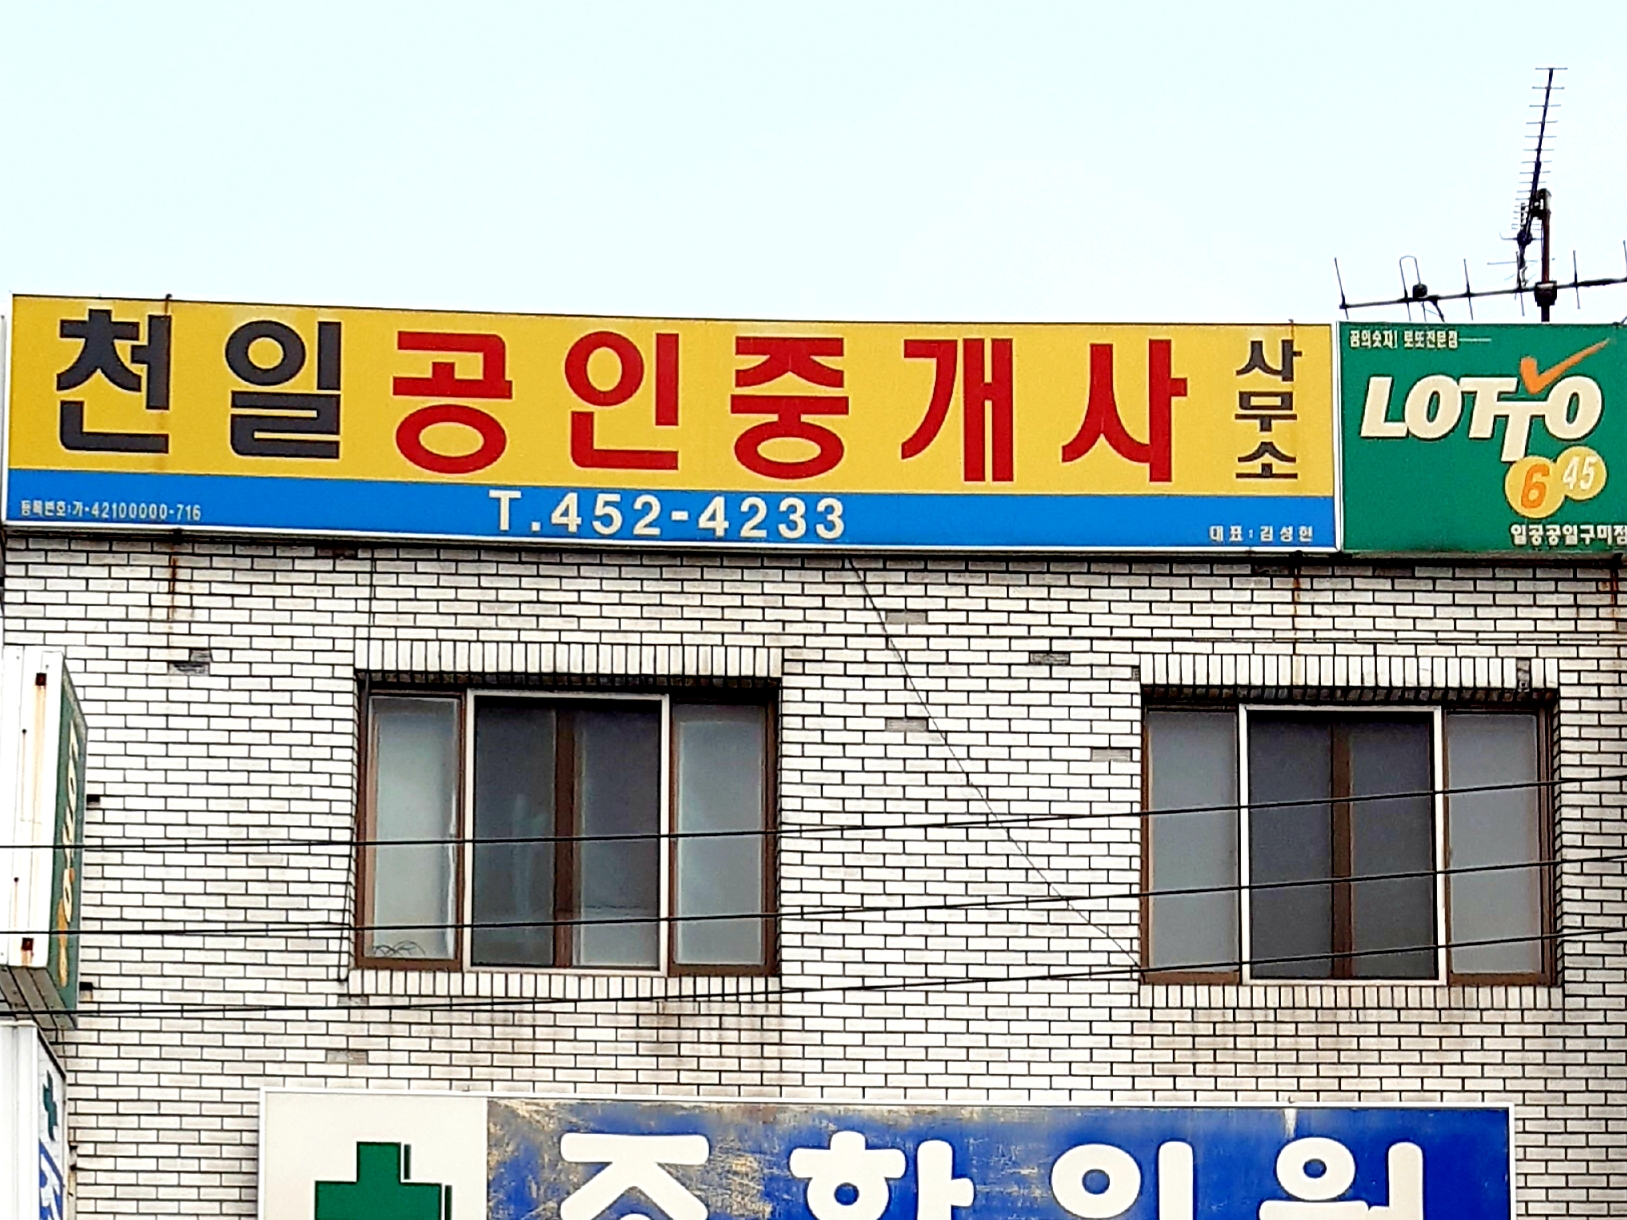 천일공인중개사 사무소
등록번호:가-42100000-716
T.452-4233
대표:김성현
꿈의숫자! 로또전문점
LOTTO
6 45
일공공일구미점
LOTTO